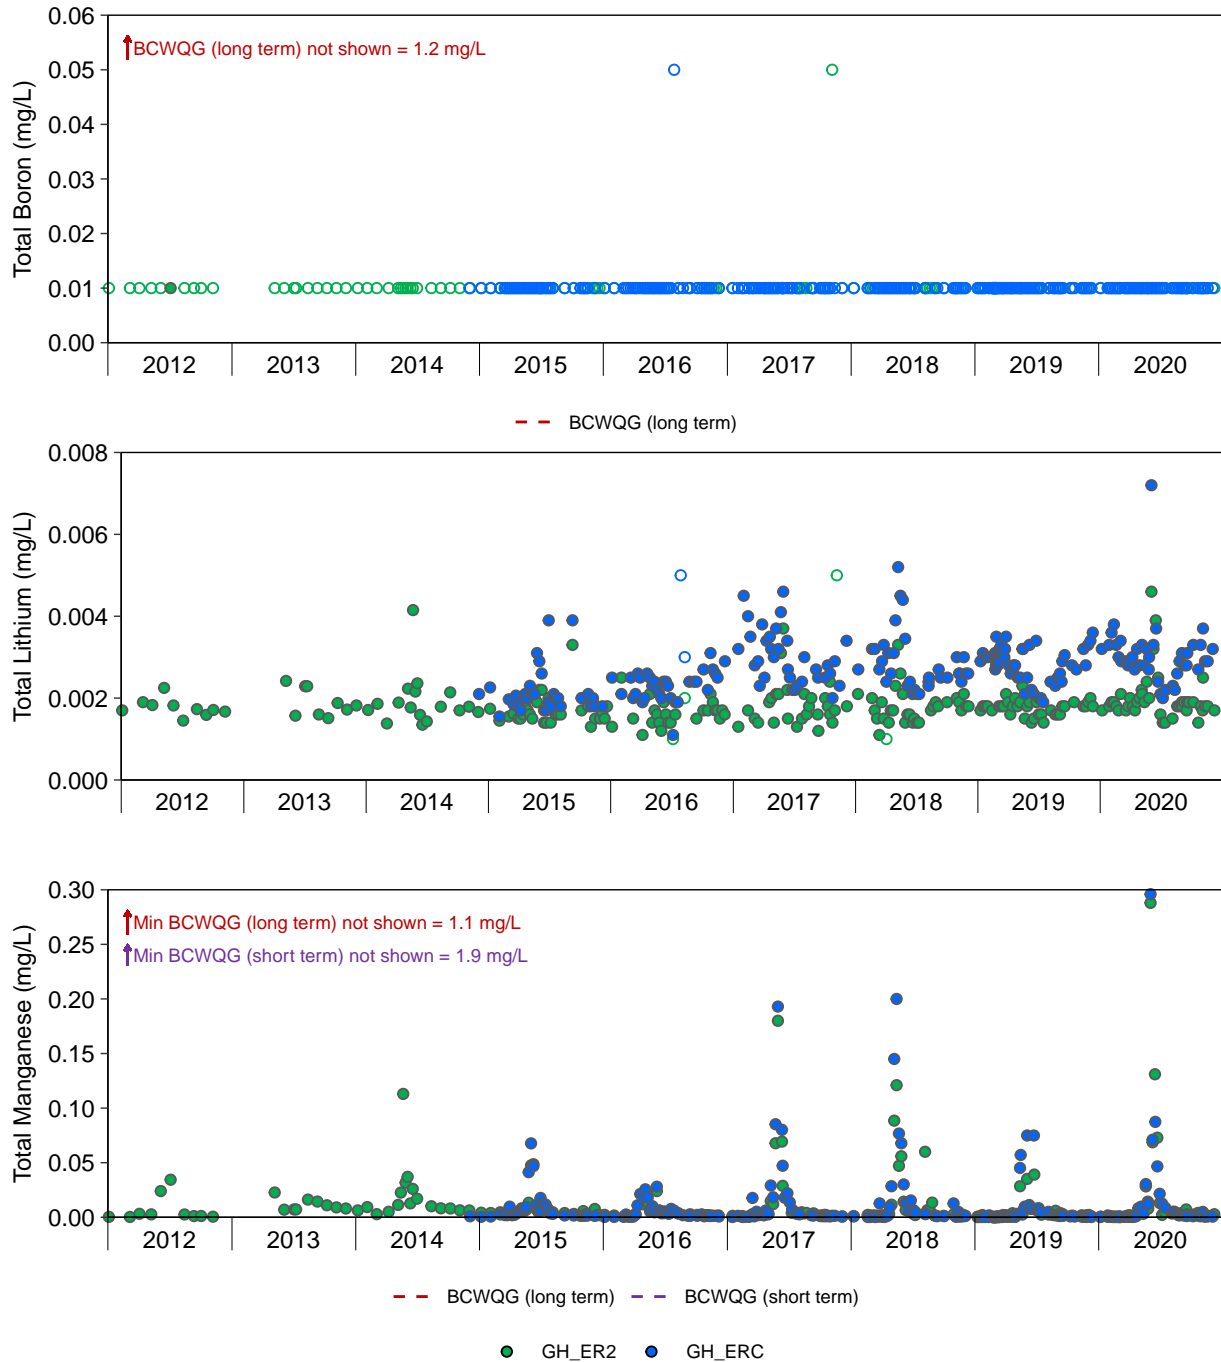 Total Boron (mg/L)
0.06
0.05
0.04
0.03
0.02
0.01
0.00
BCWQG (long term) not shown = 1.2 mg/L
2012 2013 2014 2015 2016 2017 2018 2019 2020
BCWQG (long term)
Total Lithium (mg/L)
0.008
0.006
0.004
0.002
0.000
2012 2013 2014 2015 2016 2017 2018 2019 2020
Total Manganese (mg/L)
0.30
0.25
0.20
0.15
0.10
0.05
0.00
Min BCWQG (long term) not shown = 1.1 mg/L
Min BCWQG (short term) not shown = 1.9 mg/L
2012 2013 2014 2015 2016 2017 2018 2019 2020
BCWQG (long term) BCWQG (short term)
GH_ER2 GH_ERC